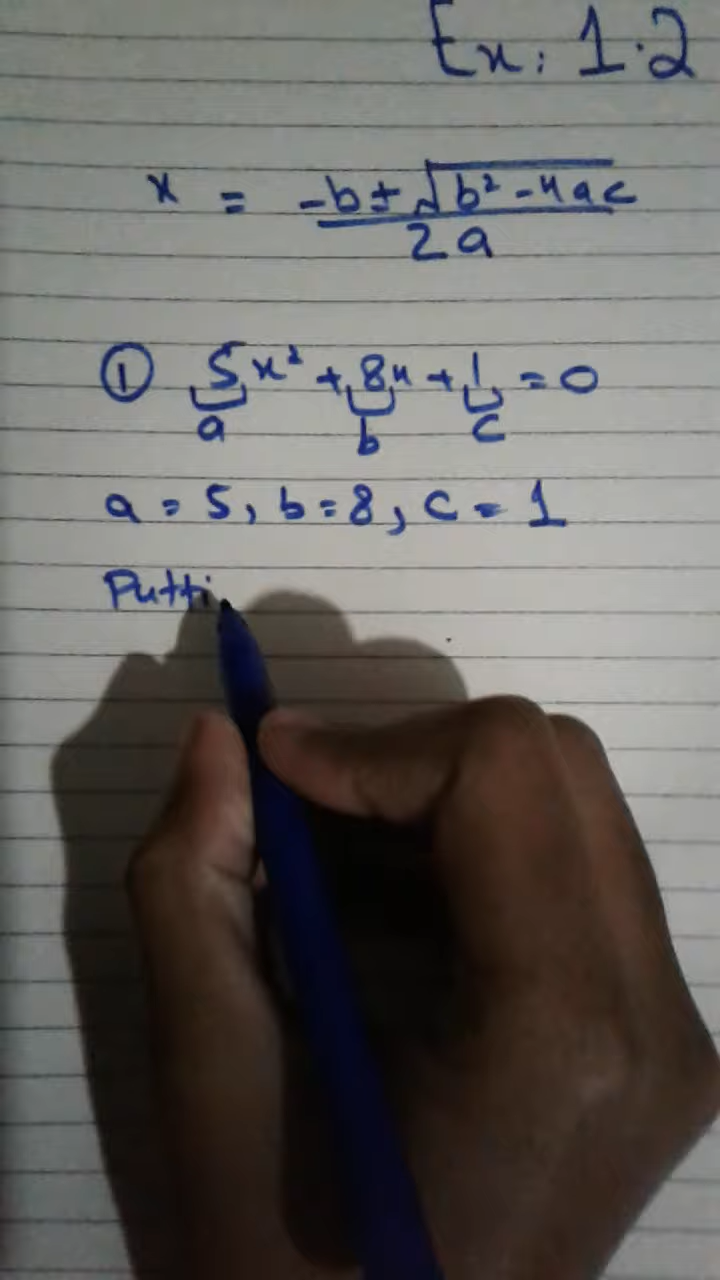 Ex: 1.2
x = -b ± √b² - 4ac
2a
① 5x² + 8x + 1 = 0
a b c
a = 5, b = 8, c = 1
Putti